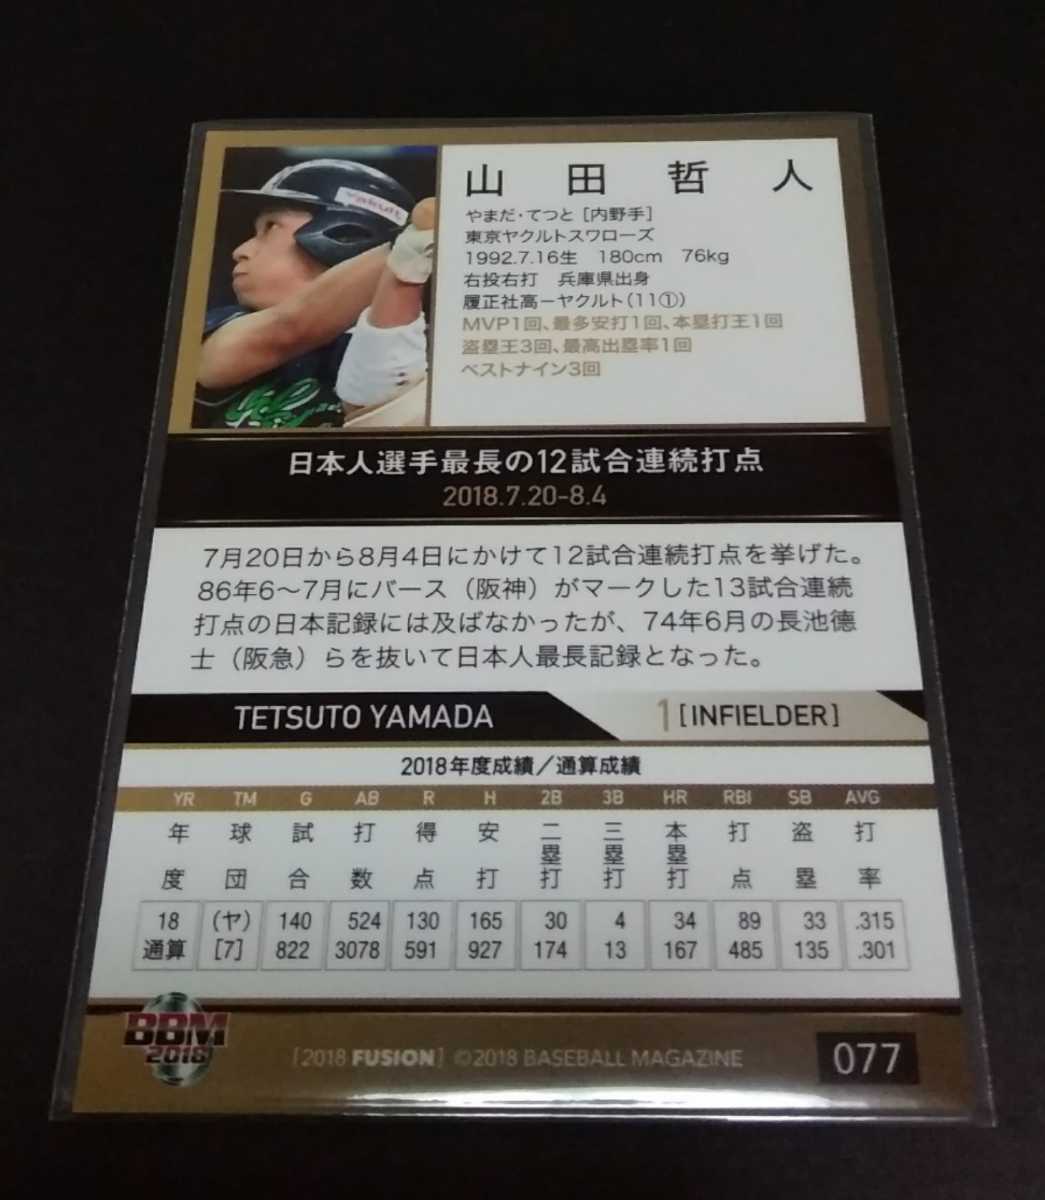 Yakult
山田哲人
やまだ・てつと［内野手］
東京ヤクルトスワローズ
1992.7.16生　180cm　76kg
右投右打　兵庫県出身
履正社高ーヤクルト（11①）
MVP1回、最多安打1回、本塁打王1回
盗塁王3回、最高出塁率1回
ベストナイン3回
日本人選手最長の12試合連続打点
2018.7.20-8.4
7月20日から8月4日にかけて12試合連続打点を挙げた。
86年6～7月にバース（阪神）がマークした13試合連続
打点の日本記録には及ばなかったが、74年6月の長池徳
士（阪急）らを抜いて日本人最長記録となった。
TETSUTO YAMADA 1 [INFIELDER]
2018年度成績／通算成績
YR TM G AB R H 2B 3B HR RBI SB AVG
年度 球団 試合 打数 得点 安打 二塁打 三塁打 本塁打 打点 盗塁 打率
18 (ヤ) 140 524 130 165 30 4 34 89 33 .315
通算 [7] 822 3078 591 927 174 13 167 485 135 .301
BBM
2018
[2018 FUSION] ©2018 BASEBALL MAGAZINE
077